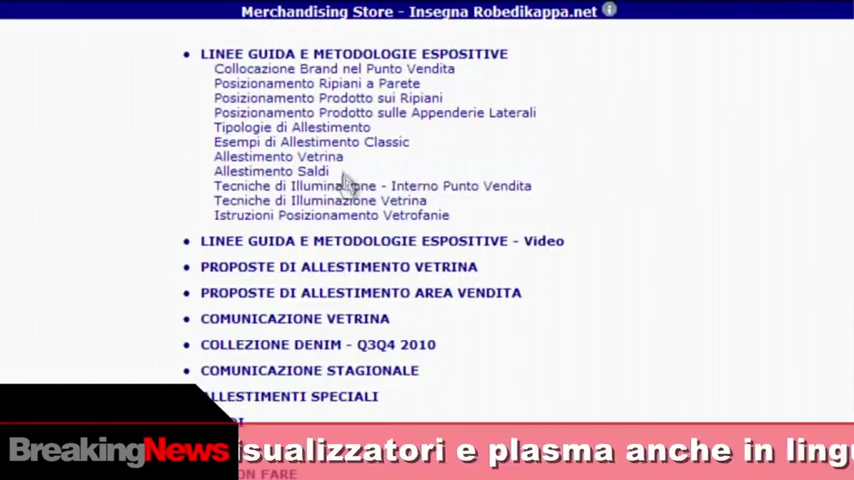 Merchandising Store - Insegna Robedikappa.net
LINEE GUIDA E METODOLOGIE ESPOSITIVE
Collocazione Brand nel Punto Vendita
Posizionamento Ripiani a Parete
Posizionamento Prodotto sui Ripiani
Posizionamento Prodotto sulle Appenderie Laterali
Tipologie di Allestimento
Esempi di Allestimento Classic
Allestimento Vetrina
Allestimento Saldi
Tecniche di Illuminazione - Interno Punto Vendita
Tecniche di Illuminazione Vetrina
Istruzioni Posizionamento Vetrofanie
LINEE GUIDA E METODOLOGIE ESPOSITIVE - Video
PROPOSTE DI ALLESTIMENTO VETRINA
PROPOSTE DI ALLESTIMENTO AREA VENDITA
COMUNICAZIONE VETRINA
COLLEZIONE DENIM - Q3Q4 2010
COMUNICAZIONE STAGIONALE
ALLESTIMENTI SPECIALI
BreakingNews isualizzatori e plasma anche in lingu
ON FARE